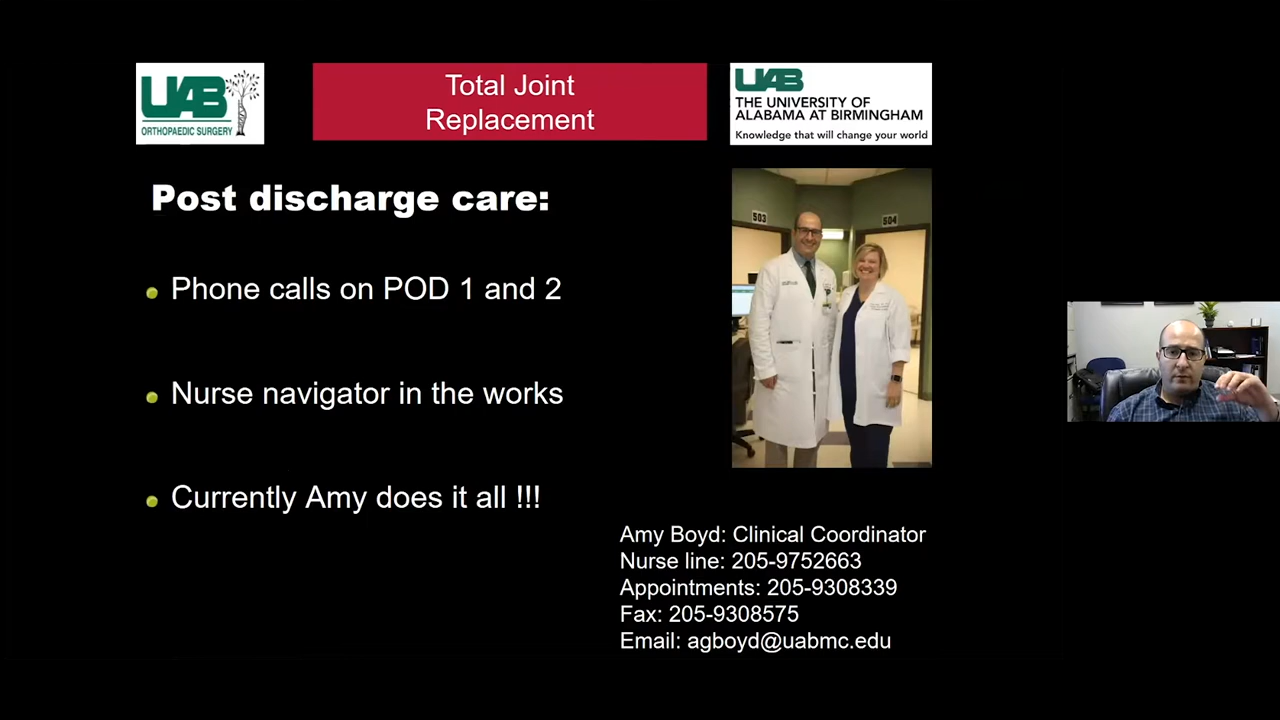 UAB
ORTHOPAEDIC SURGERY
Total Joint
Replacement
UAB
THE UNIVERSITY OF
ALABAMA AT BIRMINGHAM
Knowledge that will change your world
Post discharge care:
503
504
Phone calls on POD 1 and 2
Nurse navigator in the works
Currently Amy does it all !!!
Amy Boyd: Clinical Coordinator
Nurse line: 205-9752663
Appointments: 205-9308339
Fax: 205-9308575
Email: agboyd@uabmc.edu